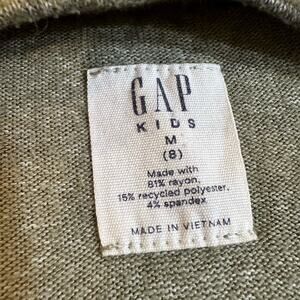 GAP
KIDS
M
(8)
Made with
81% rayon,
15% recycled polyester,
4% spandex
MADE IN VIETNAM